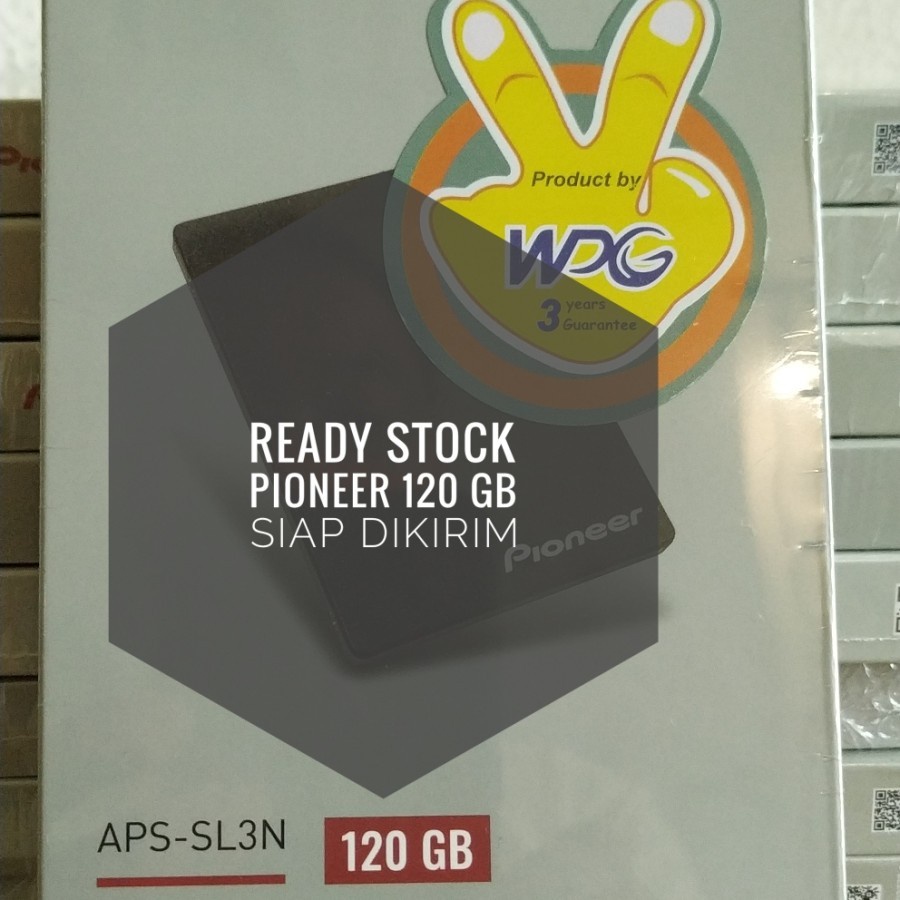 Product by
WDG
3 years
Guarantee
READY STOCK
PIONEER 120 GB
SIAP DIKIRIM
Pioneer
APS-SL3N
120 GB